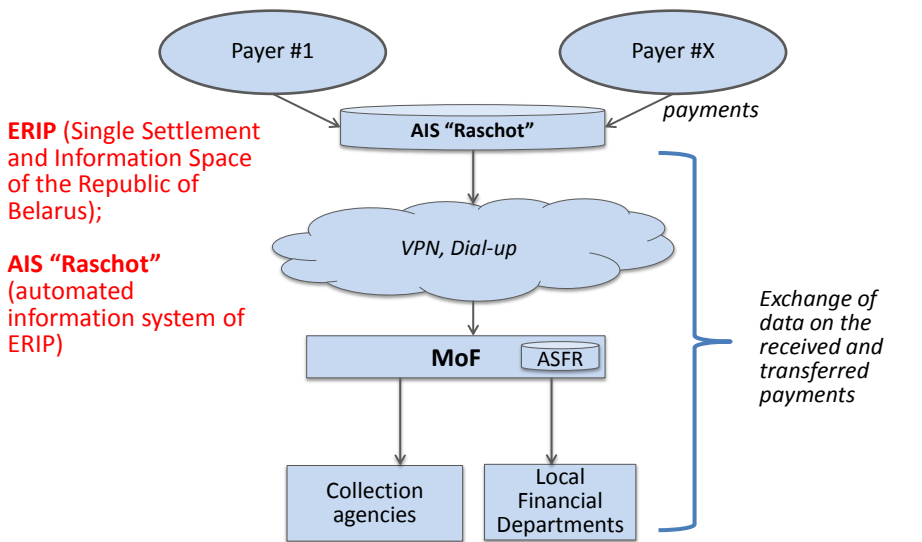 Payer #1
Payer #X
payments
AIS “Raschot”
ERIP (Single Settlement
and Information Space
of the Republic of
Belarus);
AIS “Raschot”
(automated
information system of
ERIP)
VPN, Dial-up
Exchange of
data on the
received and
transferred
payments
MoF
ASFR
Collection
agencies
Local
Financial
Departments